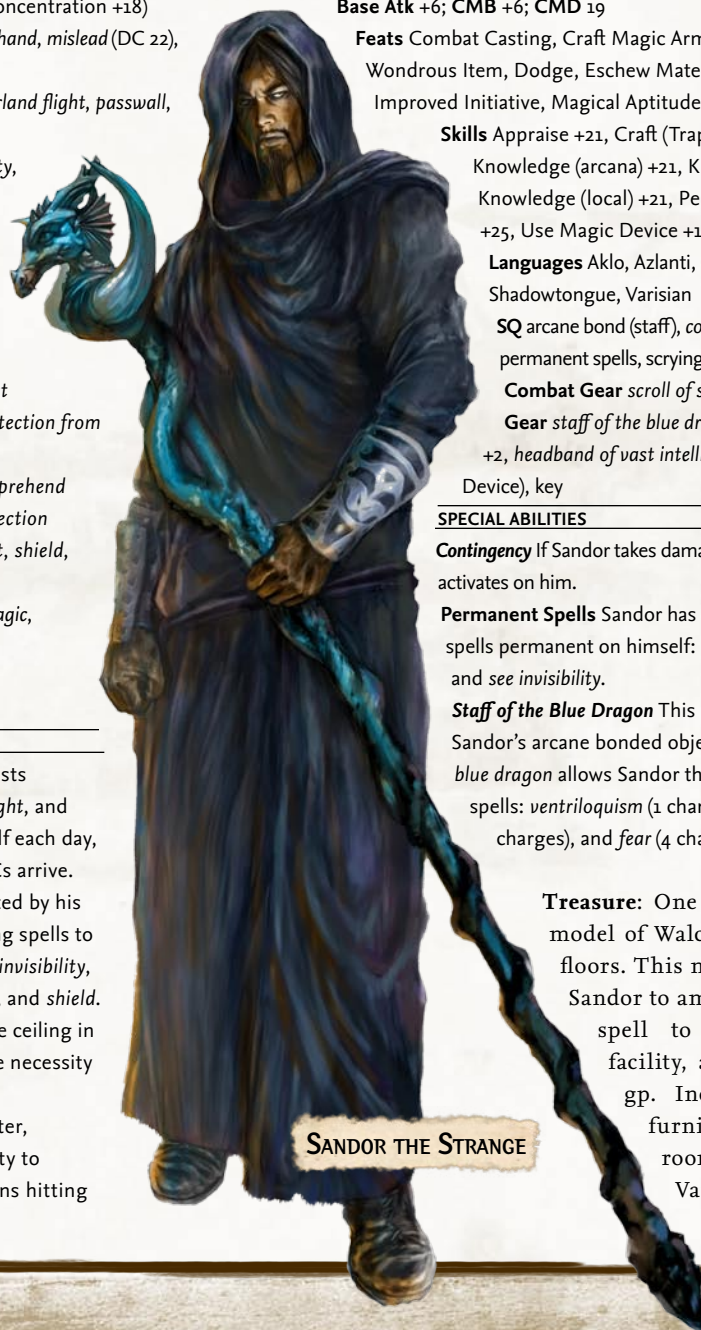 oncentration +18)
hand, mislead (DC 22),
rland flight, passwall,
ty,
t
tection from
prehend
ection
t, shield,
agic,
sts
ght, and
lf each day,
s arrive.
ted by his
ng spells to
invisibility,
and shield.
e ceiling in
e necessity
ter,
ty to
ns hitting
Base Atk +6; CMB +6; CMD 19
Feats Combat Casting, Craft Magic Arm
Wondrous Item, Dodge, Eschew Mate
Improved Initiative, Magical Aptitude
Skills Appraise +21, Craft (Trap
Knowledge (arcana) +21, K
Knowledge (local) +21, Pe
+25, Use Magic Device +1
Languages Aklo, Azlanti,
Shadowtongue, Varisian
SQ arcane bond (staff), co
permanent spells, scrying
Combat Gear scroll of s
Gear staff of the blue dr
+2, headband of vast intell
Device), key
SPECIAL ABILITIES
Contingency If Sandor takes dama
activates on him.
Permanent Spells Sandor has
spells permanent on himself:
and see invisibility.
Staff of the Blue Dragon This
Sandor's arcane bonded obje
blue dragon allows Sandor th
spells: ventriloquism (1 char
charges), and fear (4 cha
Treasure: One
model of Wald
floors. This m
Sandor to am
spell to
facility, a
gp. Inc
furni
room
Va
SANDOR THE STRANGE